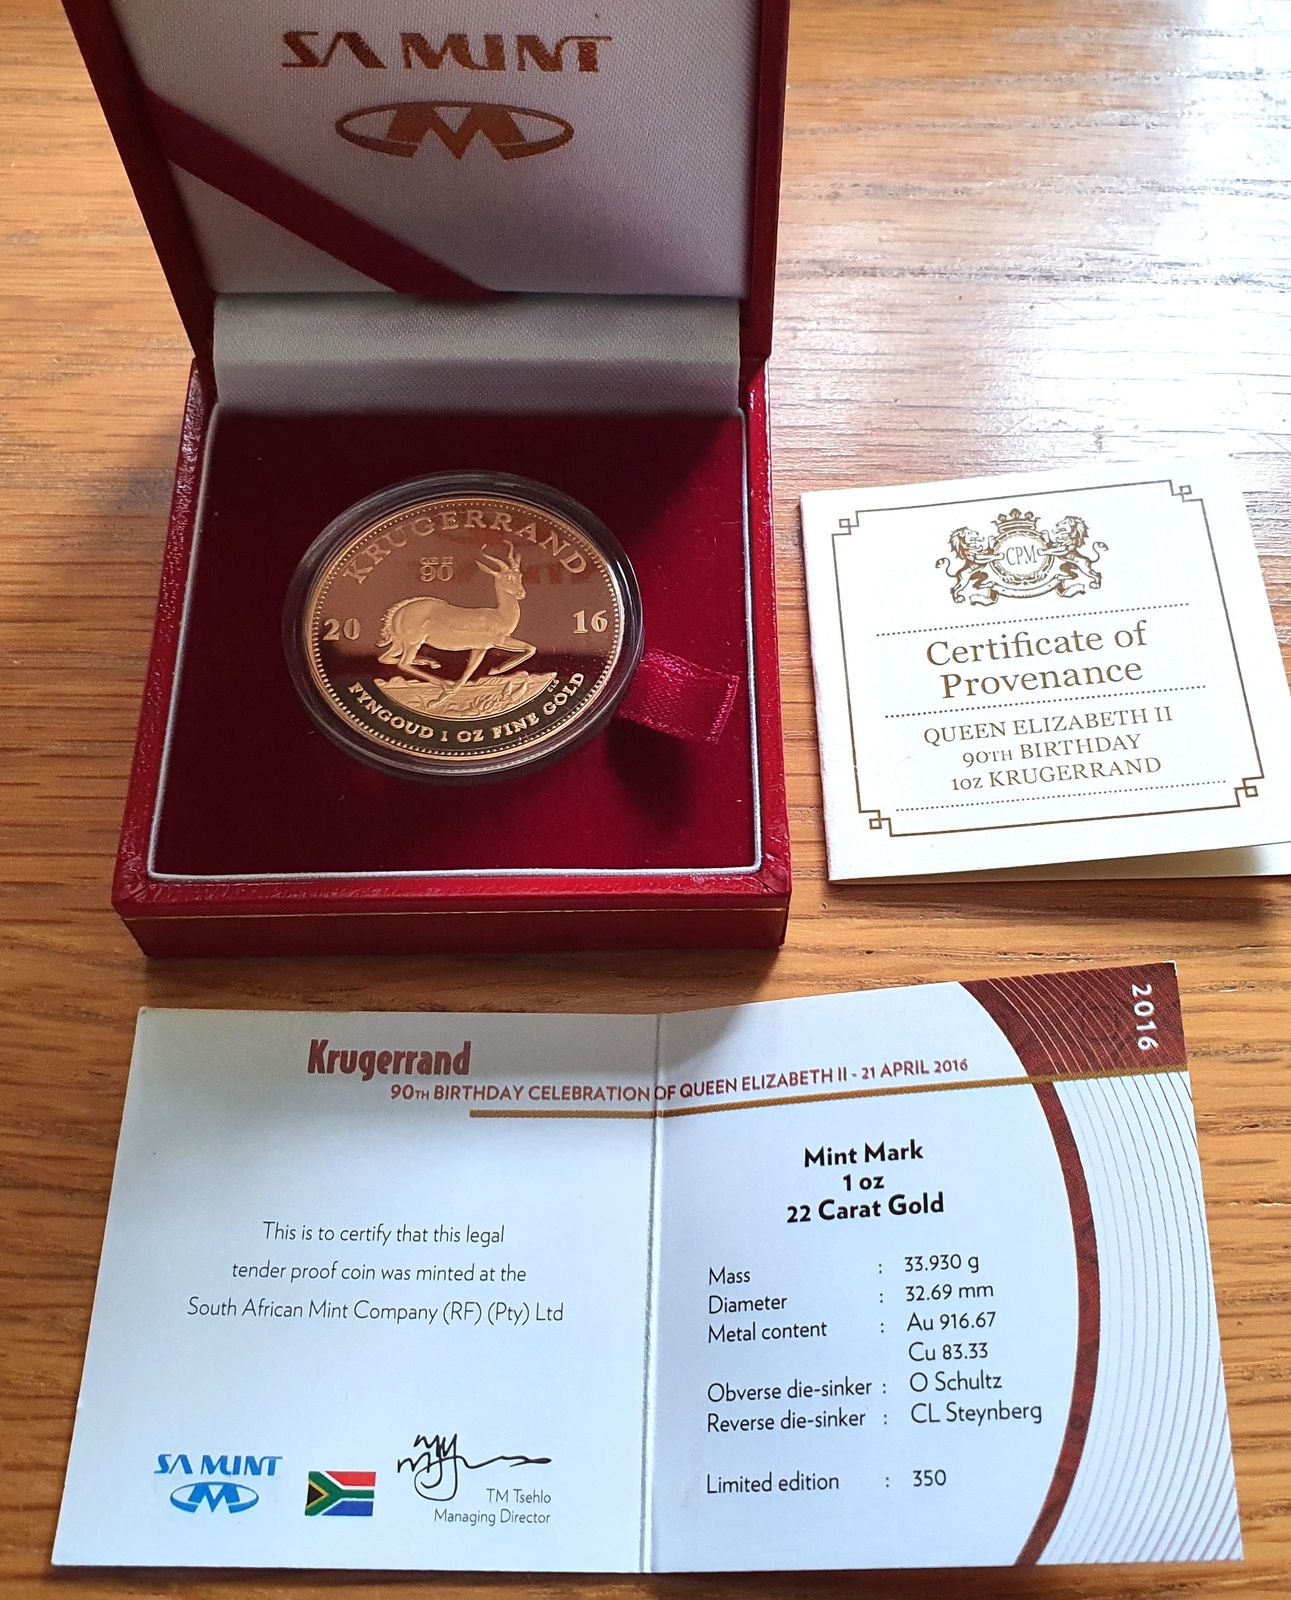 SA MINT
KRUGERRAND
QE II
90
20 16
CLS
FYNGOUD 1 OZ FINE GOLD
CPM
Certificate of
Provenance
QUEEN ELIZABETH II
90TH BIRTHDAY
1oz KRUGERRAND
2016
Krugerrand
90TH BIRTHDAY CELEBRATION OF QUEEN ELIZABETH II - 21 APRIL 2016
This is to certify that this legal
tender proof coin was minted at the
South African Mint Company (RF) (Pty) Ltd
SA MINT
TM Tsehlo
Managing Director
Mint Mark
1 oz
22 Carat Gold
Mass : 33.930 g
Diameter : 32.69 mm
Metal content : Au 916.67
Cu 83.33
Obverse die-sinker : O Schultz
Reverse die-sinker : CL Steynberg
Limited edition : 350